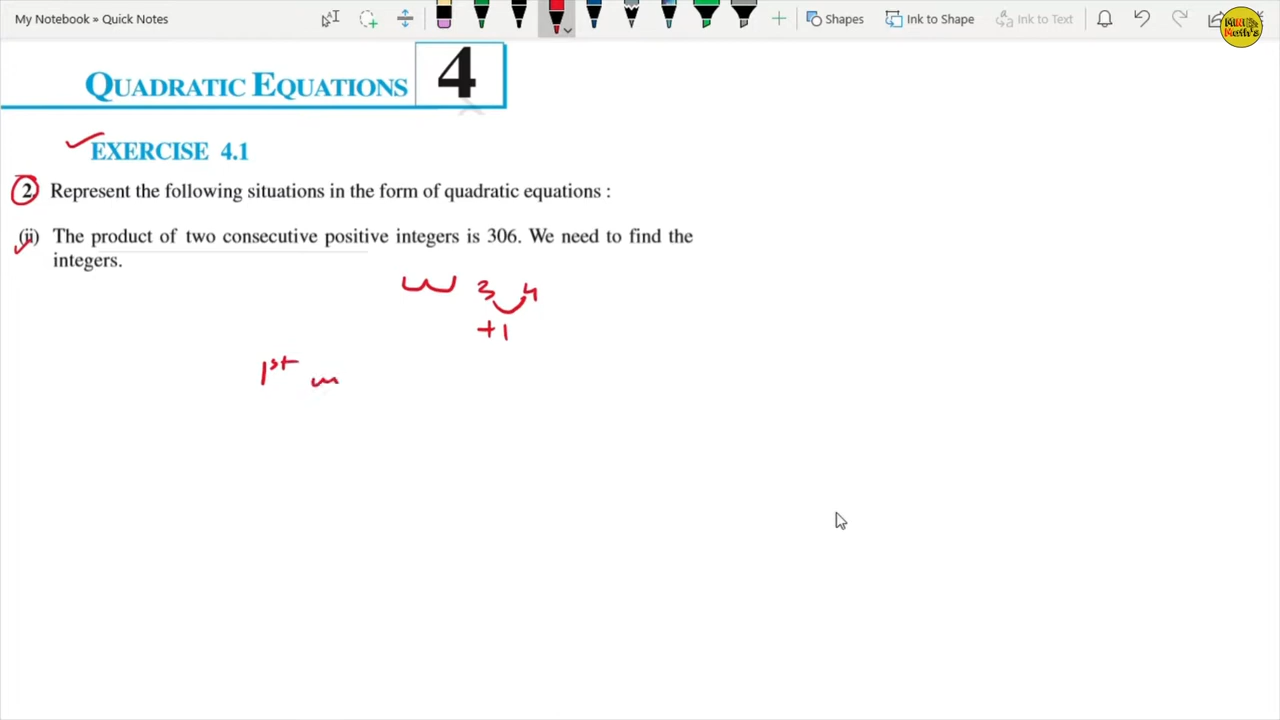 My Notebook » Quick Notes
Shapes
Ink to Shape
Ink to Text
MiNi Math's
QUADRATIC EQUATIONS 4
EXERCISE 4.1
2. Represent the following situations in the form of quadratic equations :
(ii) The product of two consecutive positive integers is 306. We need to find the
integers.
3 4
+1
1st